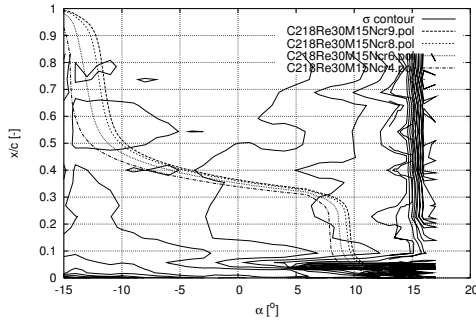 σ contour
C218Re30M15Ncr9.pol
C218Re30M15Ncr8.pol
C218Re30M15Ncr6.pol
C218Re30M15Ncr4.pol
1
0.9
0.8
0.7
0.6
0.5
0.4
0.3
0.2
0.1
0
x/c [-]
-15 -10 -5 0 5 10 15 20
α [°]